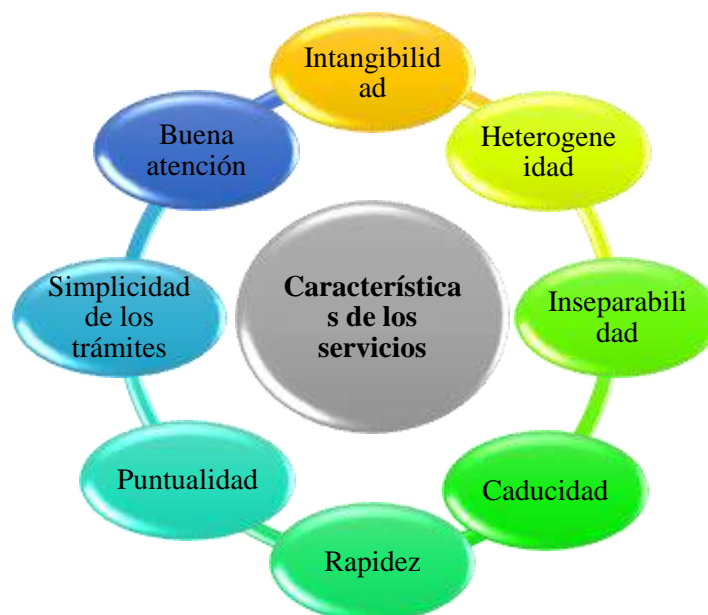 Intangibilid
ad
Heterogene
idad
Inseparabili
dad
Caducidad
Rapidez
Puntualidad
Simplicidad
de los
trámites
Buena
atención
Característica
s de los
servicios